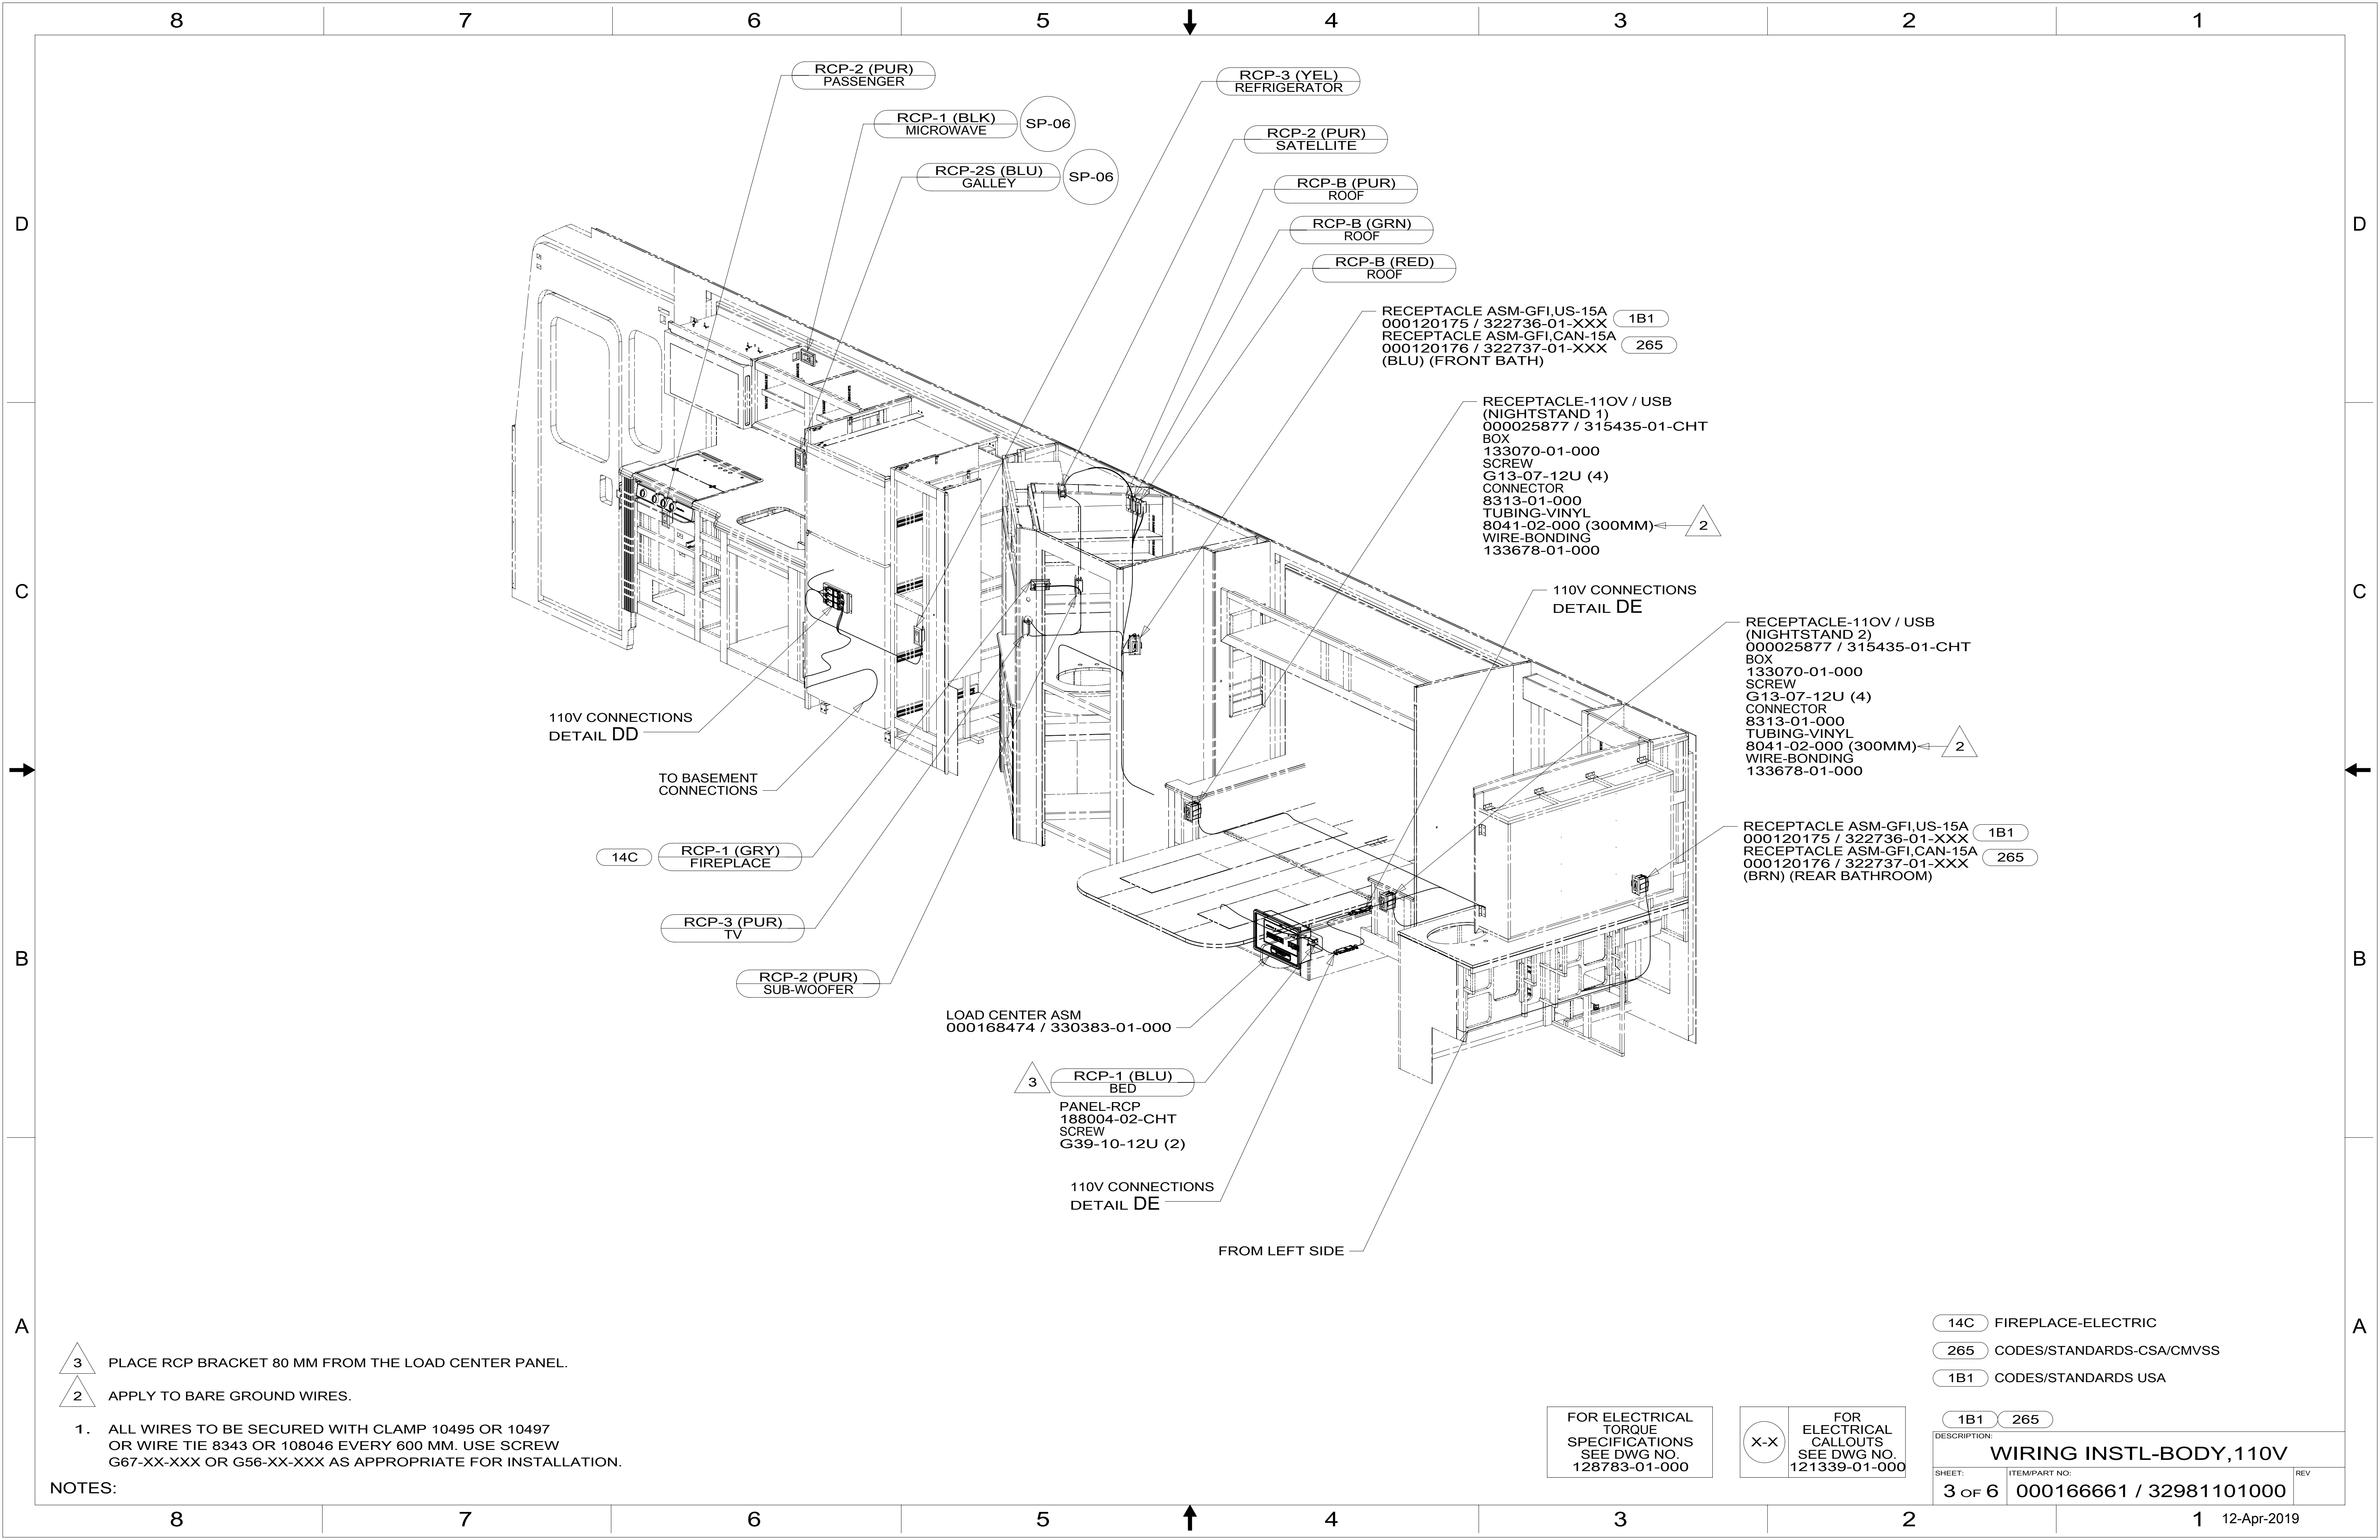 8 7 6 5 4 3 2 1
RCP-2 (PUR)
PASSENGER
RCP-1 (BLK)
MICROWAVE
SP-06
RCP-2S (BLU)
GALLEY
SP-06
RCP-3 (YEL)
REFRIGERATOR
RCP-2 (PUR)
SATELLITE
RCP-B (PUR)
ROOF
RCP-B (GRN)
ROOF
RCP-B (RED)
ROOF
D
D
RECEPTACLE ASM-GFI,US-15A
000120175 / 322736-01-XXX
1B1
RECEPTACLE ASM-GFI,CAN-15A
000120176 / 322737-01-XXX
265
(BLU) (FRONT BATH)
RECEPTACLE-11OV / USB
(NIGHTSTAND 1)
000025877 / 315435-01-CHT
BOX
133070-01-000
SCREW
G13-07-12U (4)
CONNECTOR
8313-01-000
TUBING-VINYL
8041-02-000 (300MM)
2
WIRE-BONDING
133678-01-000
C
C
110V CONNECTIONS
DETAIL DE
RECEPTACLE-11OV / USB
(NIGHTSTAND 2)
000025877 / 315435-01-CHT
BOX
133070-01-000
SCREW
G13-07-12U (4)
CONNECTOR
8313-01-000
TUBING-VINYL
8041-02-000 (300MM)
2
WIRE-BONDING
133678-01-000
110V CONNECTIONS
DETAIL DD
TO BASEMENT
CONNECTIONS
14C
RCP-1 (GRY)
FIREPLACE
RCP-3 (PUR)
TV
RCP-2 (PUR)
SUB-WOOFER
RECEPTACLE ASM-GFI,US-15A
000120175 / 322736-01-XXX
1B1
RECEPTACLE ASM-GFI,CAN-15A
000120176 / 322737-01-XXX
265
(BRN) (REAR BATHROOM)
B
B
LOAD CENTER ASM
000168474 / 330383-01-000
3
RCP-1 (BLU)
BED
PANEL-RCP
188004-02-CHT
SCREW
G39-10-12U (2)
110V CONNECTIONS
DETAIL DE
FROM LEFT SIDE
A
A
3 PLACE RCP BRACKET 80 MM FROM THE LOAD CENTER PANEL.
2 APPLY TO BARE GROUND WIRES.
1. ALL WIRES TO BE SECURED WITH CLAMP 10495 OR 10497
OR WIRE TIE 8343 OR 108046 EVERY 600 MM. USE SCREW
G67-XX-XXX OR G56-XX-XXX AS APPROPRIATE FOR INSTALLATION.
NOTES:
FOR ELECTRICAL
TORQUE
SPECIFICATIONS
SEE DWG NO.
128783-01-000
X-X
FOR
ELECTRICAL
CALLOUTS
SEE DWG NO.
121339-01-000
14C FIREPLACE-ELECTRIC
265 CODES/STANDARDS-CSA/CMVSS
1B1 CODES/STANDARDS USA
1B1 265
DESCRIPTION:
WIRING INSTL-BODY,110V
SHEET:
3 OF 6
ITEM/PART NO:
000166661 / 32981101000
REV
8 7 6 5 4 3 2 1
12-Apr-2019